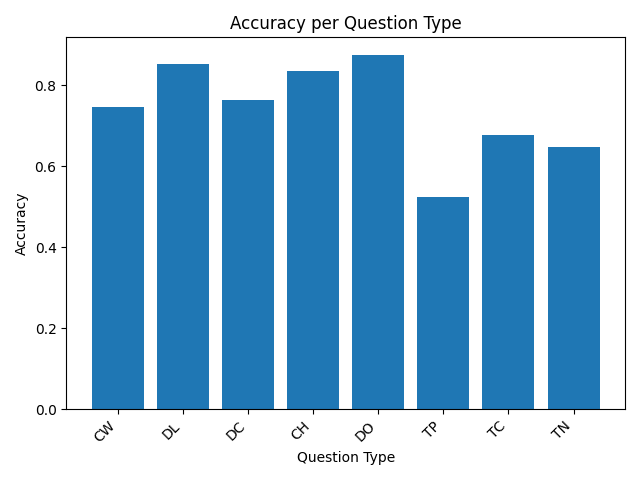 Accuracy per Question Type
Accuracy
0.8
0.6
0.4
0.2
0.0
CW
DL
DC
CH
DO
TP
TC
TN
Question Type